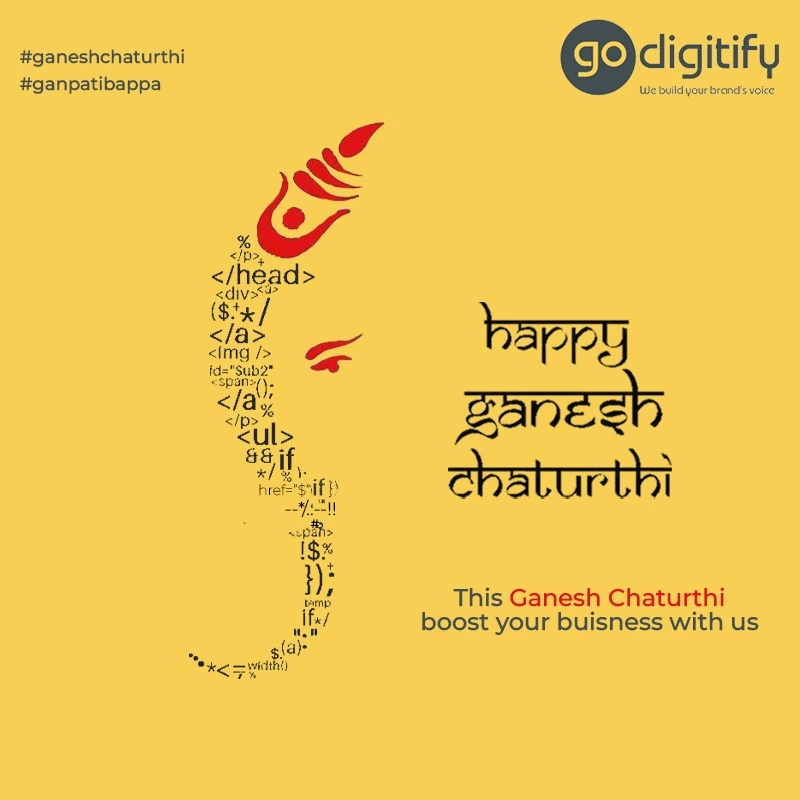 #ganeshchaturthi
#ganpatibappa
godigitify
We build your brand's voice
%
</p>+
</head>
<div><a>
($.+*/
</a>
<img />
fd="Sub2"
<span>();
</a%
</p>
<ul>
&&if
*/%);
href="$"if})
--*/:--!!
#
<span>
!$.%
});+
temp
if*/
";"
$.(a)•
*<=width()
%
happy
ganesh
chaturthi
This Ganesh Chaturthi
boost your buisness with us